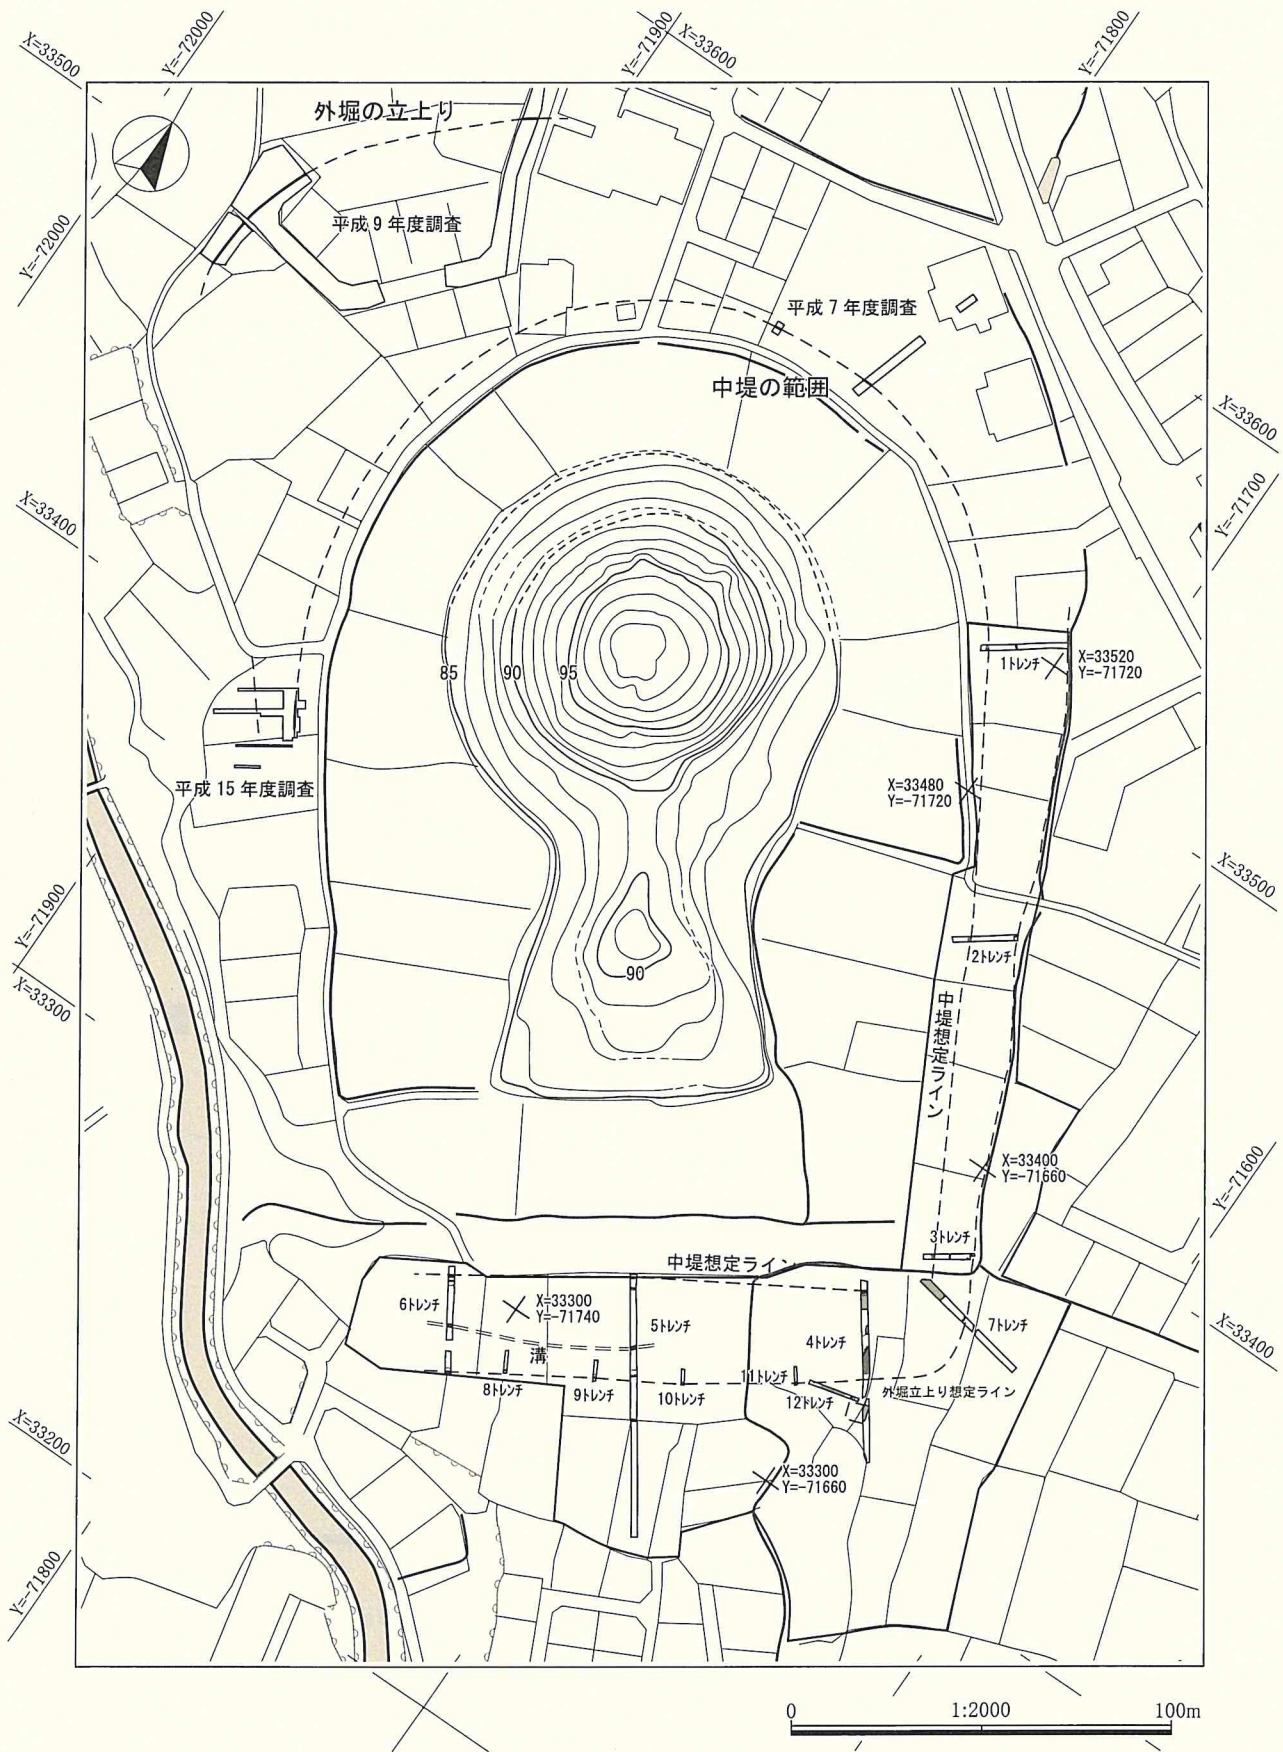 X=33500
Y=-72000
Y=-71900
X=33600
Y=-71800
外堀の立上り
平成9年度調査
Y=-72000
平成7年度調査
中堤の範囲
X=33600
Y=-71700
X=33400
85
90
95
1トレンチ
X=33520
Y=-71720
平成15年度調査
X=33480
Y=-71720
X=33500
Y=-71900
X=33300
90
2トレンチ
中堤想定ライン
X=33400
Y=-71660
Y=-71600
3トレンチ
中堤想定ライン
6トレンチ
X=33300
Y=-71740
5トレンチ
4トレンチ
7トレンチ
X=33400
溝
8トレンチ
9トレンチ
10トレンチ
11トレンチ
12トレンチ
外堀立上り想定ライン
X=33200
X=33300
Y=-71660
Y=-71800
0
1:2000
100m